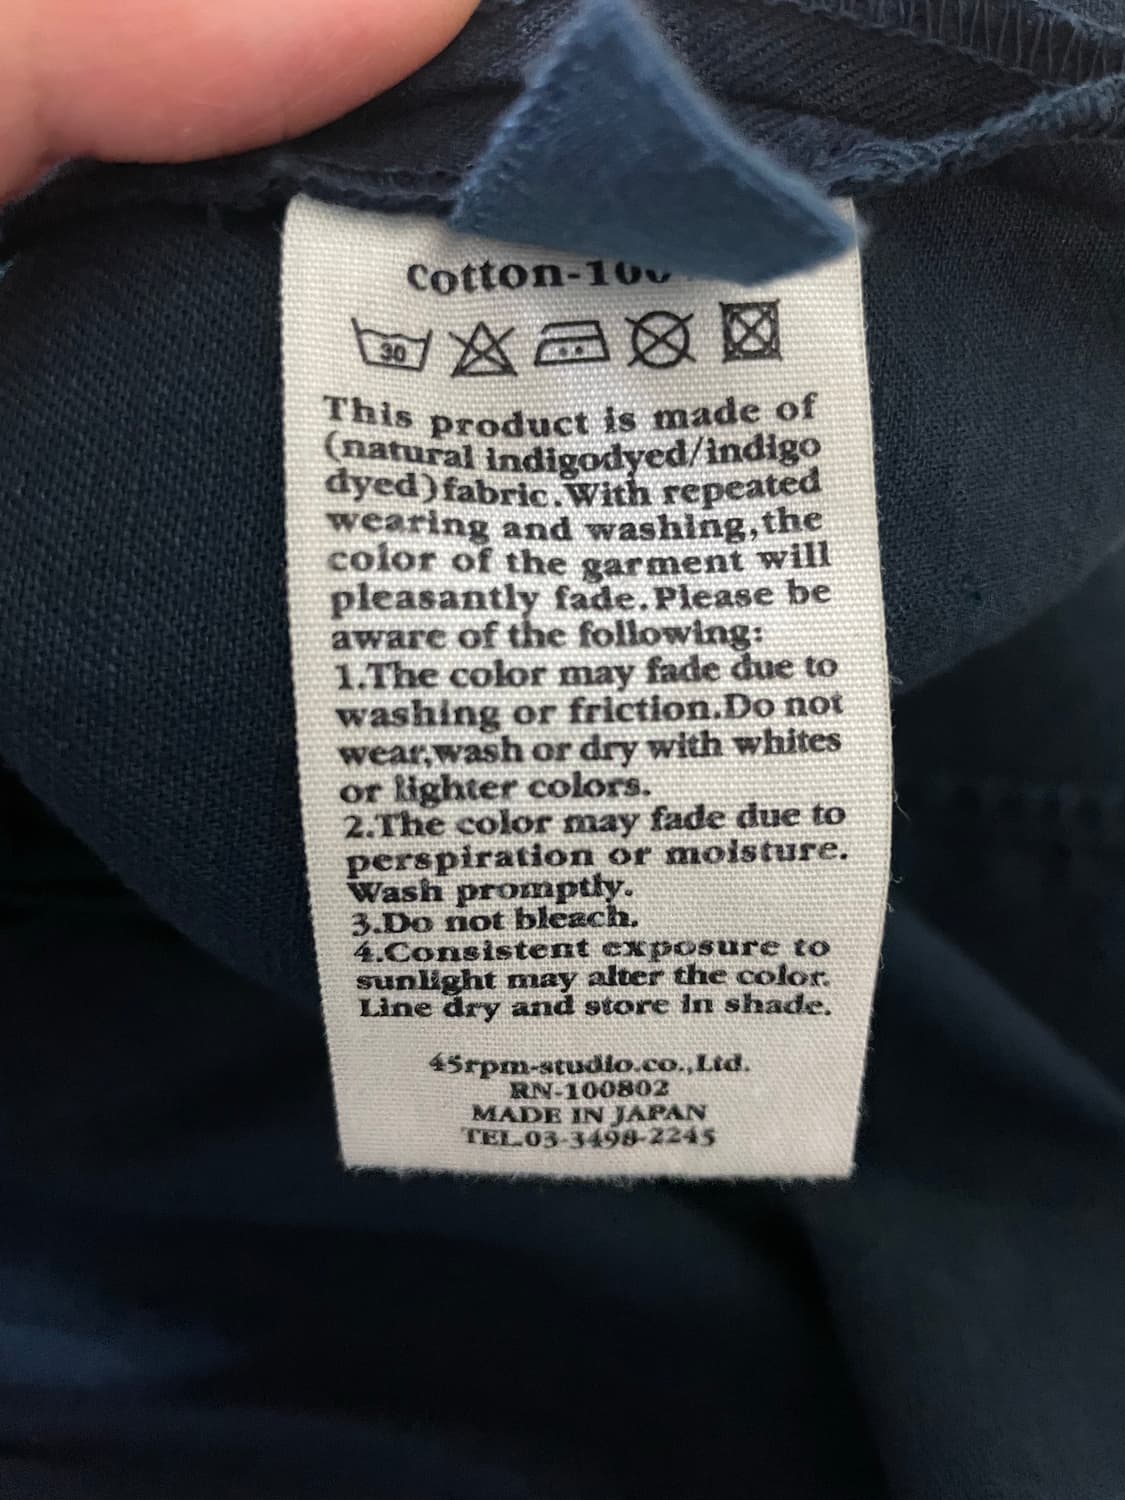 Cotton-100
30
This product is made of
(natural indigodyed/indigo
dyed)fabric.With repeated
wearing and washing,the
color of the garment will
pleasantly fade.Please be
aware of the following:
1.The color may fade due to
washing or friction.Do not
wear,wash or dry with whites
or lighter colors.
2.The color may fade due to
perspiration or moisture.
Wash promptly.
3.Do not bleach.
4.Consistent exposure to
sunlight may alter the color.
Line dry and store in shade.
45rpm-studio.co.,Ltd.
RN-100802
MADE IN JAPAN
TEL.03-3498-2245